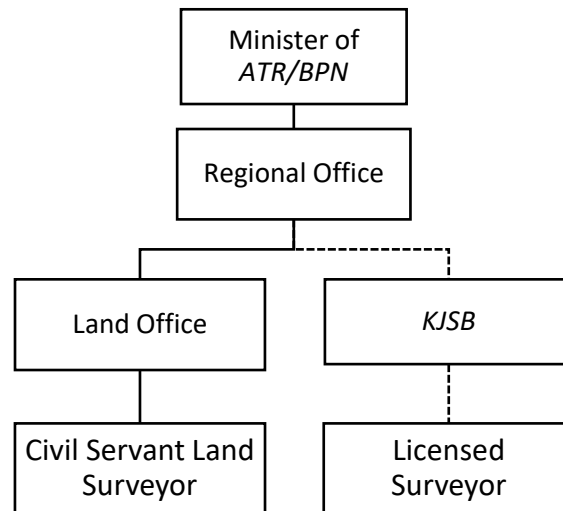 Minister of
ATR/BPN
Regional Office
Land Office
KJSB
Civil Servant Land
Surveyor
Licensed
Surveyor